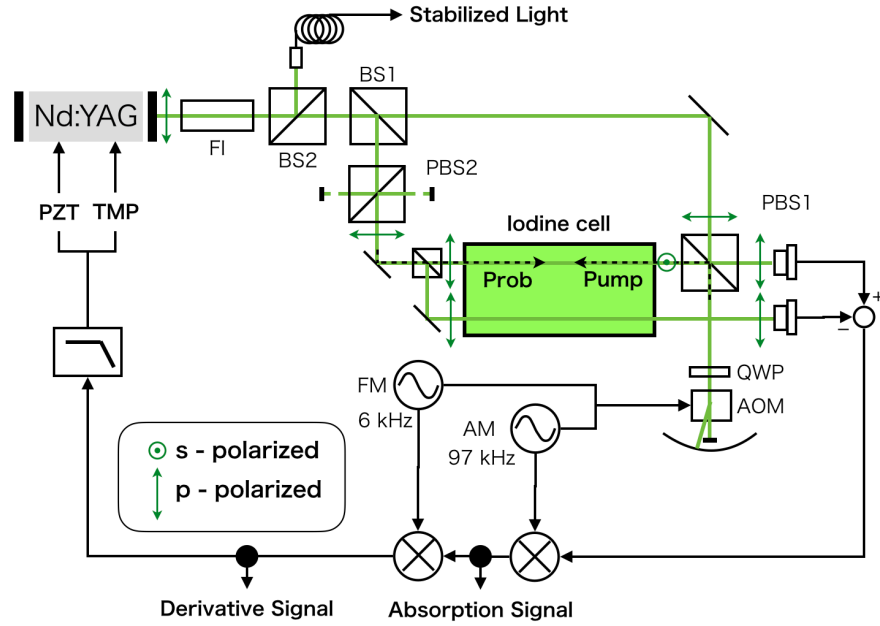 Stabilized Light
BS1
Nd:YAG
FI
BS2
PBS2
PZT
TMP
Iodine cell
PBS1
Prob
Pump
+
−
QWP
FM
6 kHz
AOM
AM
97 kHz
s - polarized
p - polarized
Derivative Signal
Absorption Signal